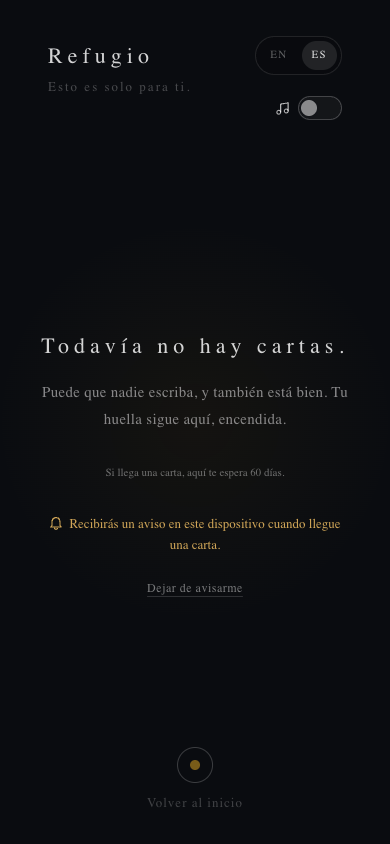 Refugio
EN ES
Esto es solo para ti.
Todavía no hay cartas.
Puede que nadie escriba, y también está bien. Tu
huella sigue aquí, encendida.
Si llega una carta, aquí te espera 60 días.
Recibirás un aviso en este dispositivo cuando llegue
una carta.
Dejar de avisarme
Volver al inicio